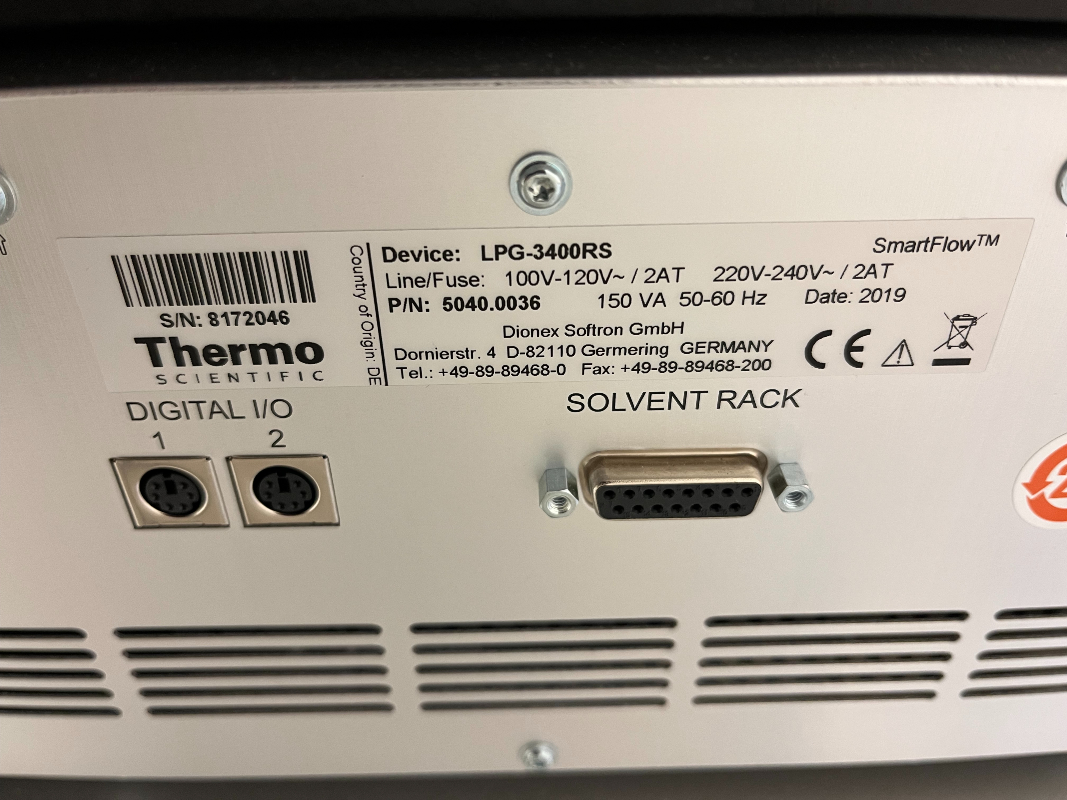 S/N: 8172046
Thermo
SCIENTIFIC
Country of Origin: DE
Device: LPG-3400RS
SmartFlow™
Line/Fuse: 100V-120V~ / 2AT 220V-240V~ / 2AT
P/N: 5040.0036 150 VA 50-60 Hz Date: 2019
Dionex Softron GmbH
Dornierstr. 4 D-82110 Germering GERMANY
Tel.: +49-89-89468-0 Fax: +49-89-89468-200
CE
DIGITAL I/O
1 2
SOLVENT RACK